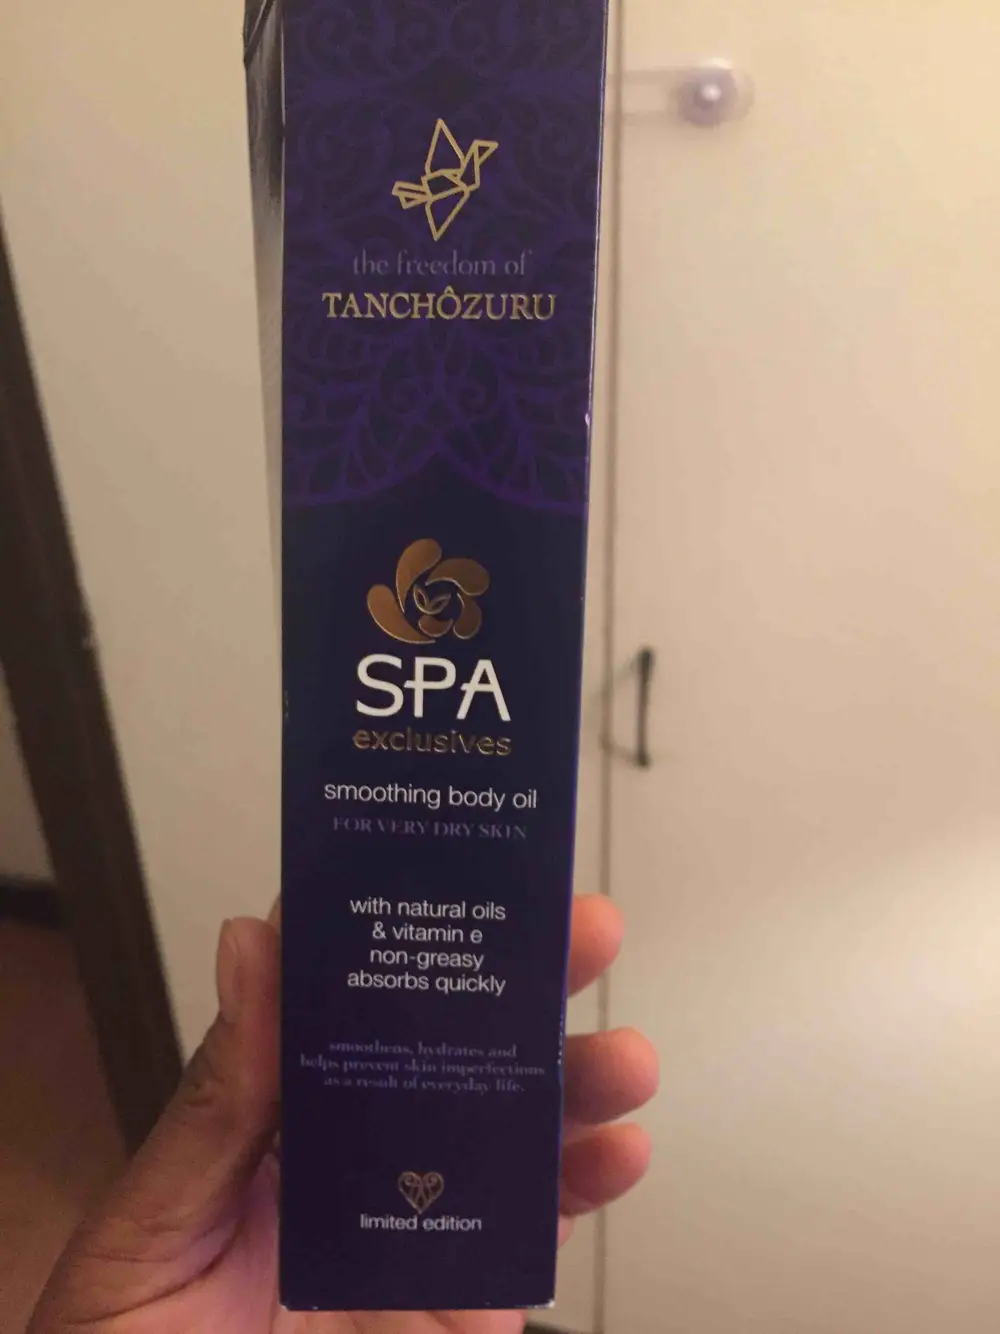 the freedom of
TANCHÔZURU
SPA
exclusives
smoothing body oil
FOR VERY DRY SKIN
with natural oils
& vitamin e
non-greasy
absorbs quickly
smoothens, hydrates and
helps prevent skin imperfections
as a result of everyday life.
limited edition